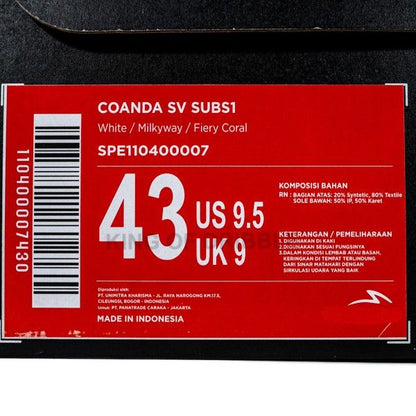 COANDA SV SUBS1
White / Milkyway / Fiery Coral
SPE110400007
110400007430
43 US 9.5
UK 9
KOMPOSISI BAHAN
RN : BAGIAN ATAS: 20% Syntetic, 80% Textile
SOLE BAWAH: 50% IP, 50% Karet
KETERANGAN / PEMELIHARAAN
1.DIGUNAKAN DI KAKI
2.DIGUNAKAN SESUAI FUNGSINYA
3.DALAM KONDISI LEMBAB ATAU BASAH,
KERINGKAN DI TEMPAT TERLINDUNG
DARI SINAR MATAHARI DENGAN
SIRKULASI UDARA YANG BAIK
Diproduksi oleh:
PT. UNIMITRA KHARISMA - JL. RAYA NAROGONG KM.17.5,
CILEUNGSI, BOGOR - INDONESIA
Untuk: PT. PANATRADE CARAKA - JAKARTA
MADE IN INDONESIA